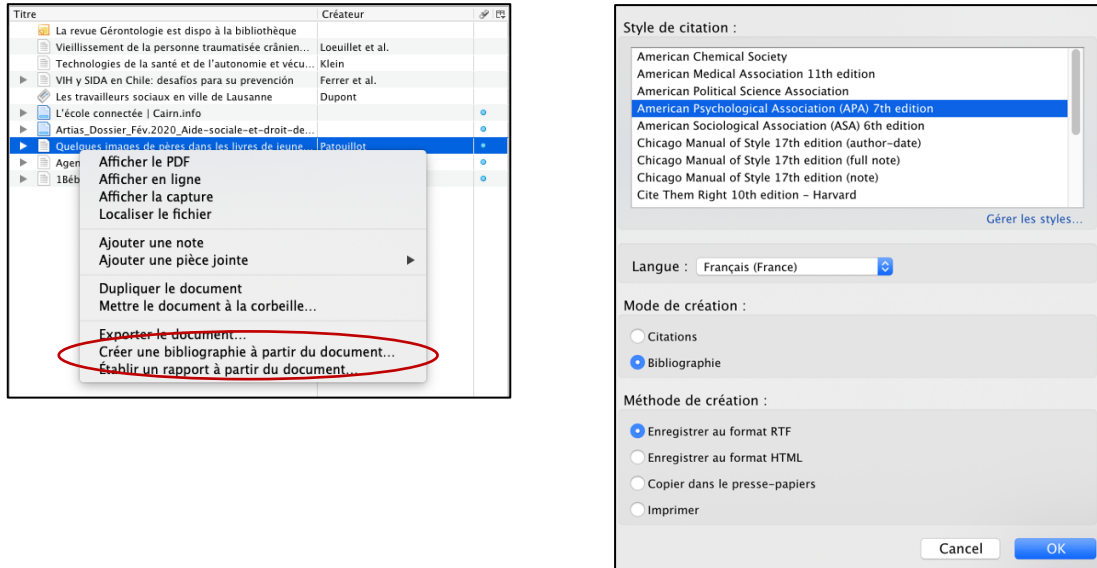 Titre Créateur
La revue Gérontologie est dispo à la bibliothèque
Vieillissement de la personne traumatisée crânien... Loeuillet et al.
Technologies de la santé et de l'autonomie et vécu... Klein
VIH y SIDA en Chile: desafíos para su prevención Ferrer et al.
Les travailleurs sociaux en ville de Lausanne Dupont
L'école connectée | Cairn.info
Artias_Dossier_Fév.2020_Aide-sociale-et-droit-de...
Quelques images de pères dans les livres de jeune... Patouillot
Agen
1Béb
Afficher le PDF
Afficher en ligne
Afficher la capture
Localiser le fichier
Ajouter une note
Ajouter une pièce jointe
Dupliquer le document
Mettre le document à la corbeille...
Exporter le document...
Créer une bibliographie à partir du document...
Établir un rapport à partir du document...
Style de citation :
American Chemical Society
American Medical Association 11th edition
American Political Science Association
American Psychological Association (APA) 7th edition
American Sociological Association (ASA) 6th edition
Chicago Manual of Style 17th edition (author-date)
Chicago Manual of Style 17th edition (full note)
Chicago Manual of Style 17th edition (note)
Cite Them Right 10th edition - Harvard
Gérer les styles...
Langue : Français (France)
Mode de création :
Citations
Bibliographie
Méthode de création :
Enregistrer au format RTF
Enregistrer au format HTML
Copier dans le presse-papiers
Imprimer
Cancel OK